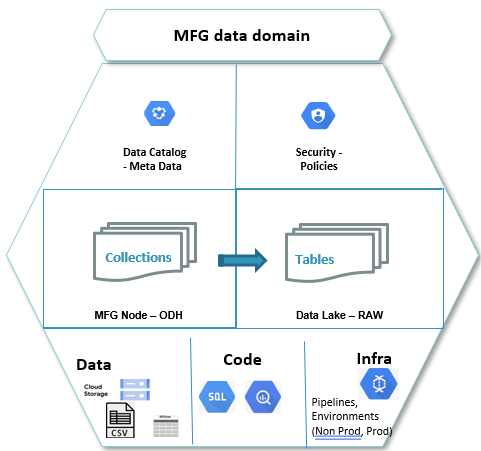 MFG data domain
Data Catalog
- Meta Data
Security -
Policies
Collections
Tables
MFG Node – ODH
Data Lake – RAW
Data
Code
Infra
Cloud
Storage
CSV
SQL
Pipelines,
Environments
(Non Prod, Prod)